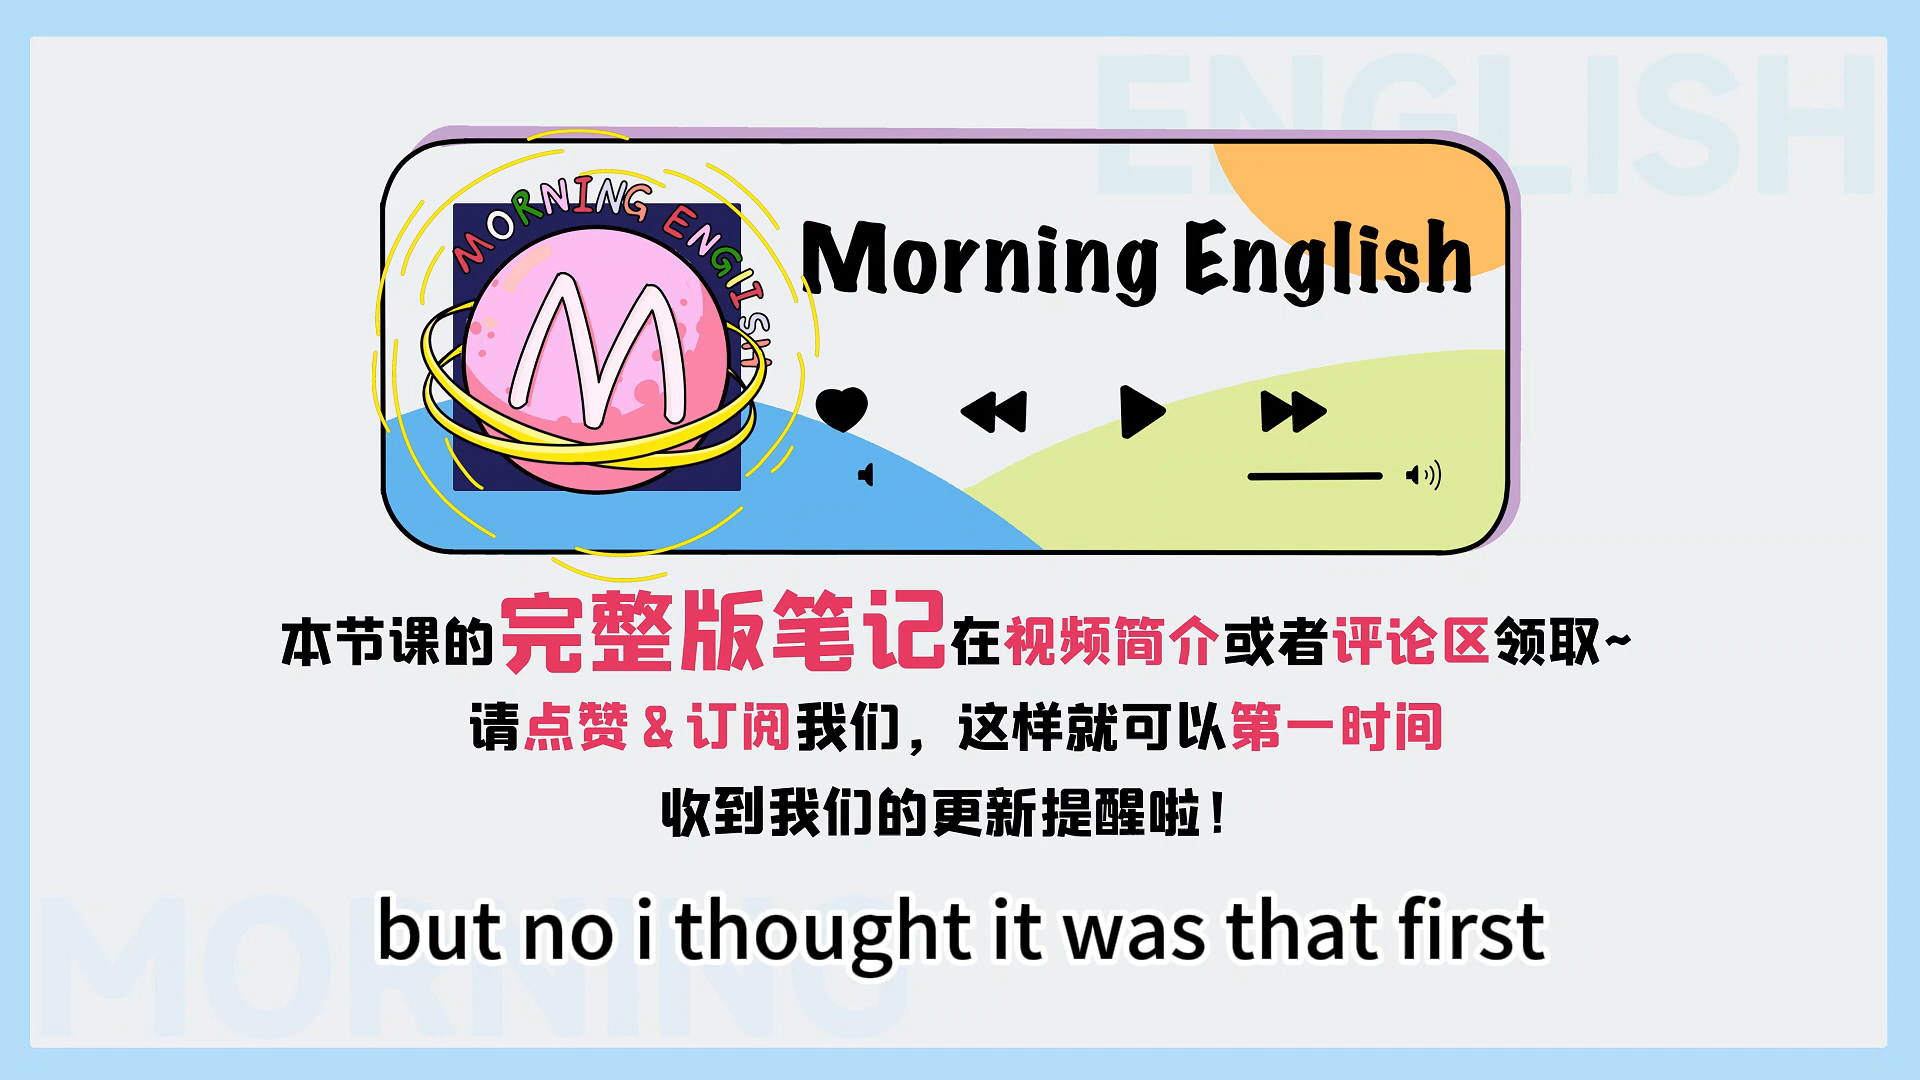 ENGLISH
MORNING ENGLISH
M
Morning English
本节课的完整版笔记在视频简介或者评论区领取~
请点赞&订阅我们，这样就可以第一时间
收到我们的更新提醒啦！
but no i thought it was that first
MORNING